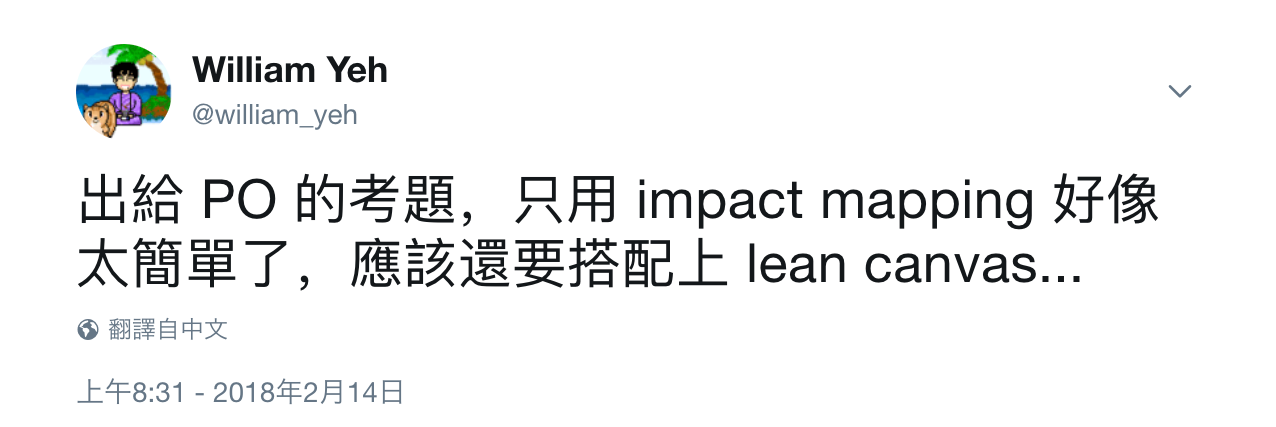 William Yeh
@william_yeh
出給 PO 的考題，只用 impact mapping 好像
太簡單了，應該還要搭配上 lean canvas...
翻譯自中文
上午8:31 - 2018年2月14日